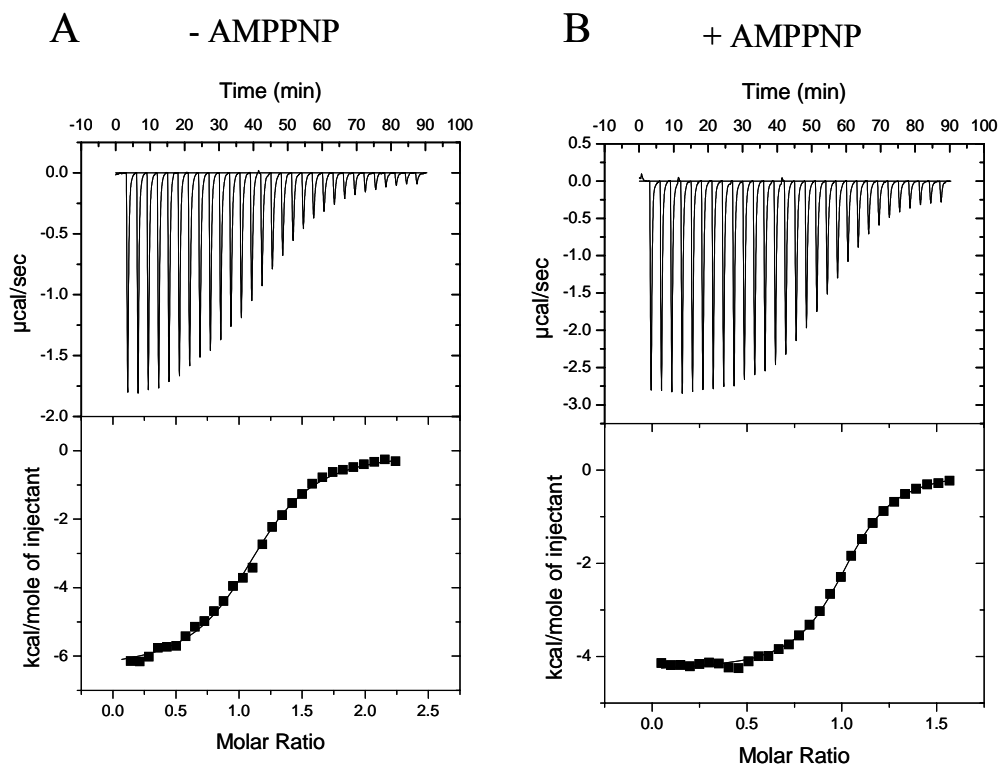 A
- AMPPNP
Time (min)
-10 0 10 20 30 40 50 60 70 80 90 100
0.0
-0.5
-1.0
-1.5
-2.0
µcal/sec
0
-2
-4
-6
kcal/mole of injectant
0.0 0.5 1.0 1.5 2.0 2.5
Molar Ratio
B
+ AMPPNP
Time (min)
-10 0 10 20 30 40 50 60 70 80 90 100
0.5
0.0
-0.5
-1.0
-1.5
-2.0
-2.5
-3.0
µcal/sec
0
-2
-4
kcal/mole of injectant
0.0 0.5 1.0 1.5
Molar Ratio